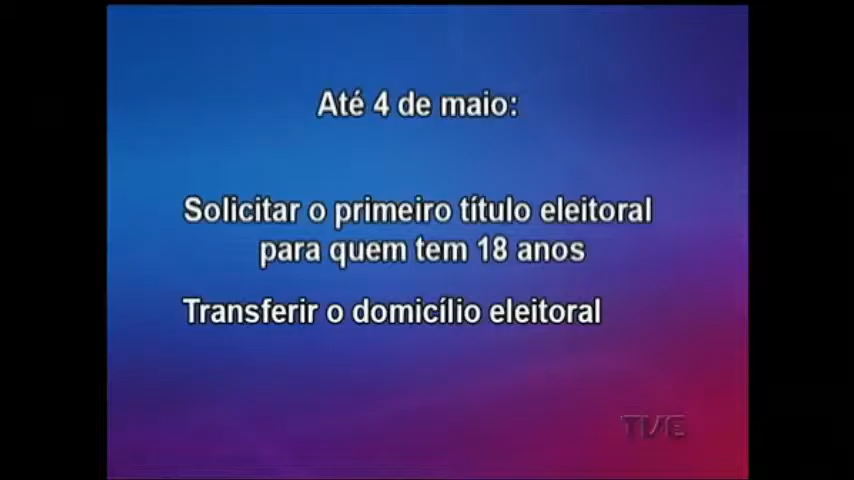 Até 4 de maio:
Solicitar o primeiro título eleitoral
para quem tem 18 anos
Transferir o domicílio eleitoral
TVE